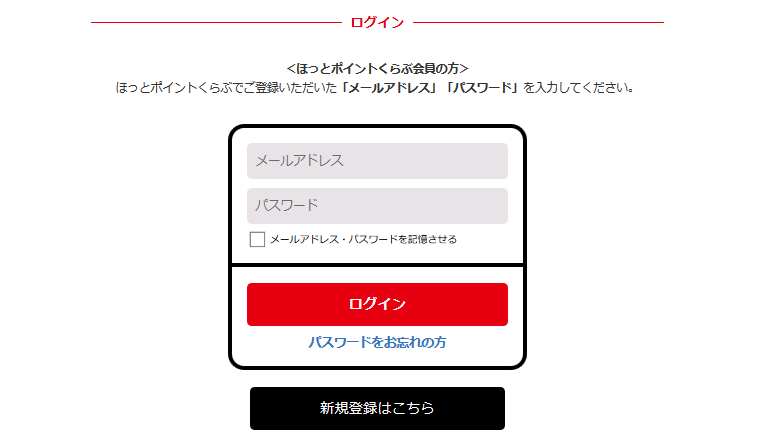 ログイン
<ほっとポイントくらぶ会員の方>
ほっとポイントくらぶでご登録いただいた「メールアドレス」「パスワード」を入力してください。
メールアドレス
パスワード
メールアドレス・パスワードを記憶させる
ログイン
パスワードをお忘れの方
新規登録はこちら